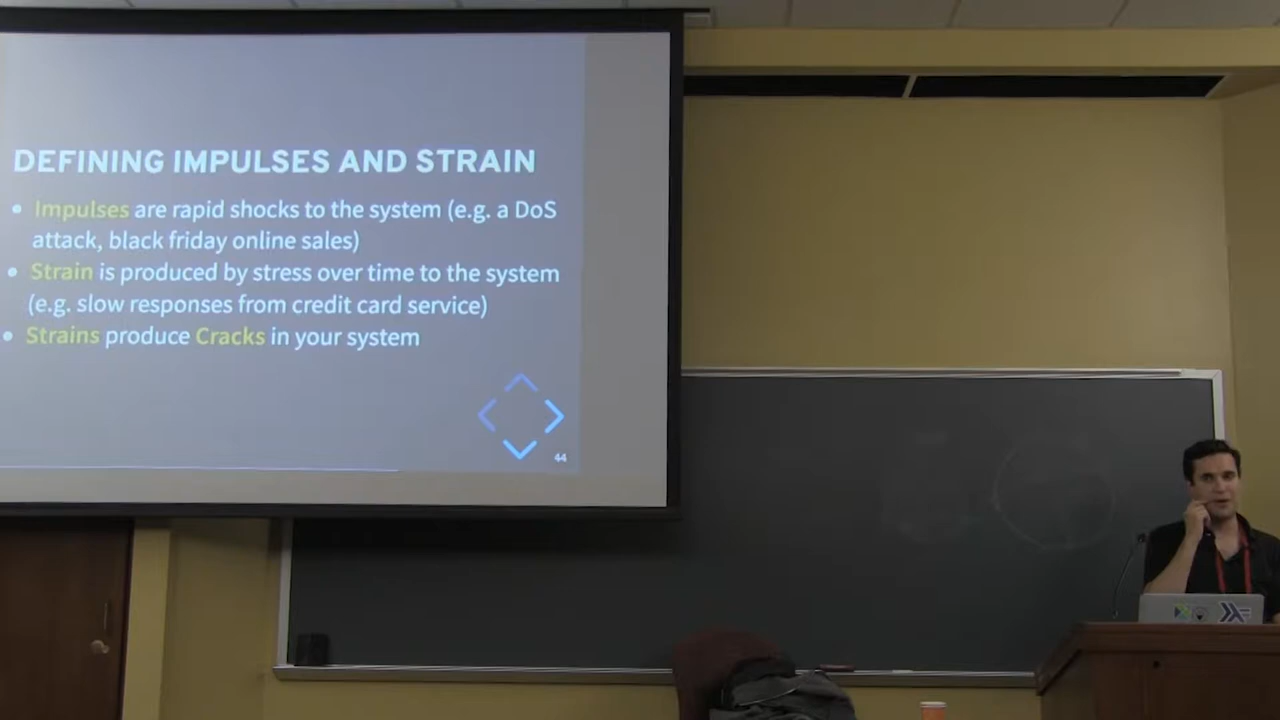 DEFINING IMPULSES AND STRAIN
• Impulses are rapid shocks to the system (e.g. a DoS
attack, black friday online sales)
• Strain is produced by stress over time to the system
(e.g. slow responses from credit card service)
• Strains produce Cracks in your system
44